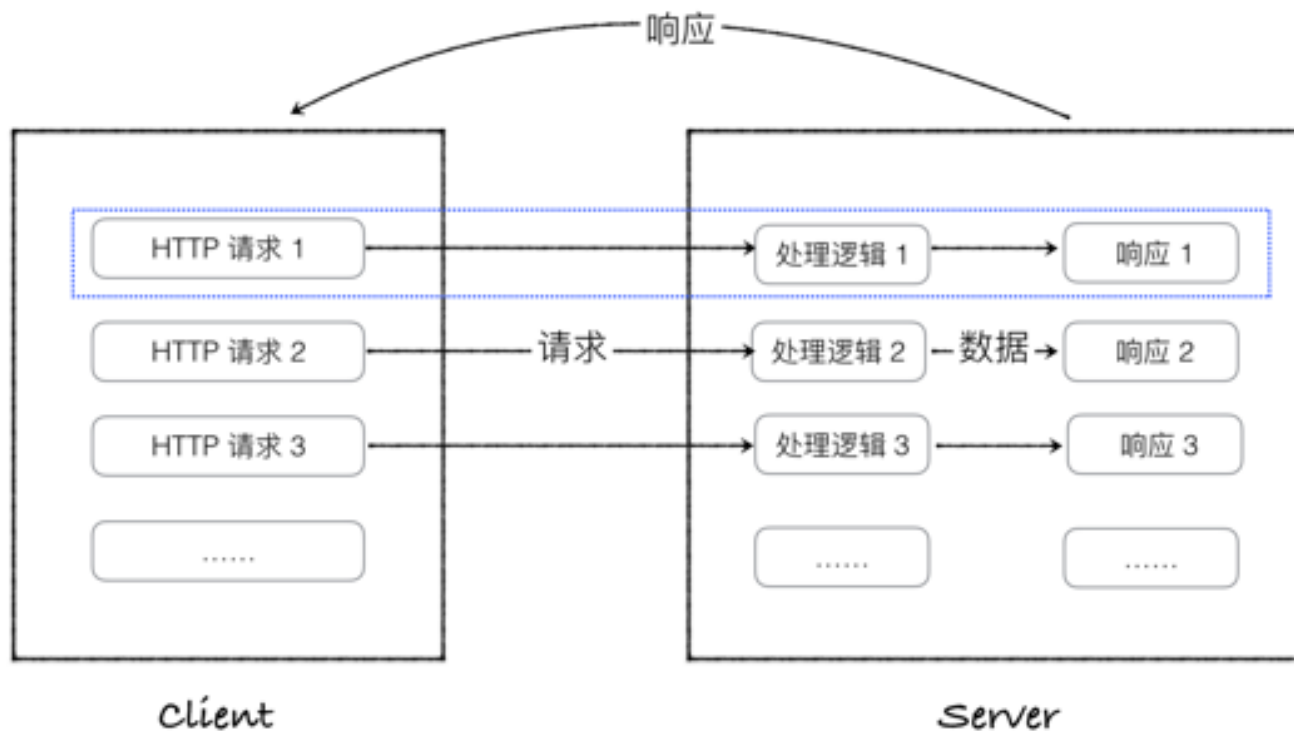 响应
HTTP 请求 1
处理逻辑 1
响应 1
HTTP 请求 2
请求
处理逻辑 2
数据
响应 2
HTTP 请求 3
处理逻辑 3
响应 3
......
......
......
Client
Server